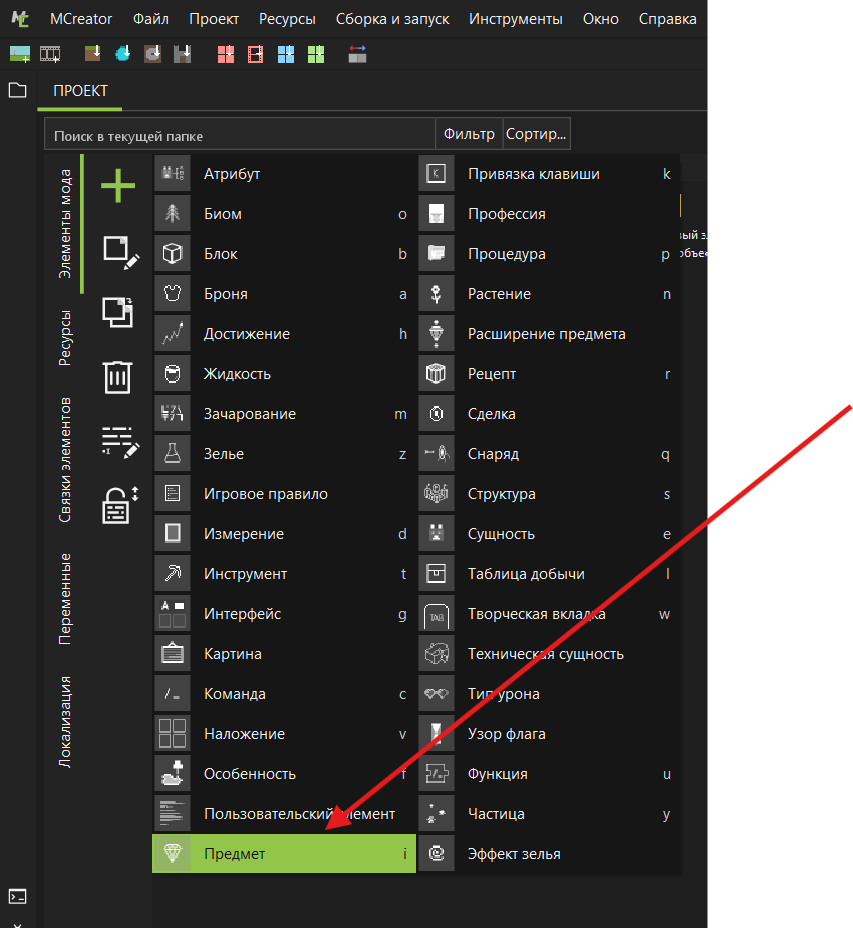 MCreator Файл Проект Ресурсы Сборка и запуск Инструменты Окно Справка
ПРОЕКТ
Поиск в текущей папке Фильтр Сортир...
Элементы мода
Ресурсы
Связки элементов
Переменные
Локализация
Атрибут
Биом o
Блок b
Броня a
Достижение h
Жидкость
Зачарование m
Зелье z
Игровое правило
Измерение d
Инструмент t
Интерфейс g
Картина
Команда c
Наложение v
Особенность f
Пользовательский элемент
Предмет i
Привязка клавиши k
Профессия
Процедура p
Растение n
Расширение предмета
Рецепт r
Сделка
Снаряд q
Структура s
Сущность e
Таблица добычи l
Творческая вкладка w
Техническая сущность
Тип урона
Узор флага
Функция u
Частица y
Эффект зелья